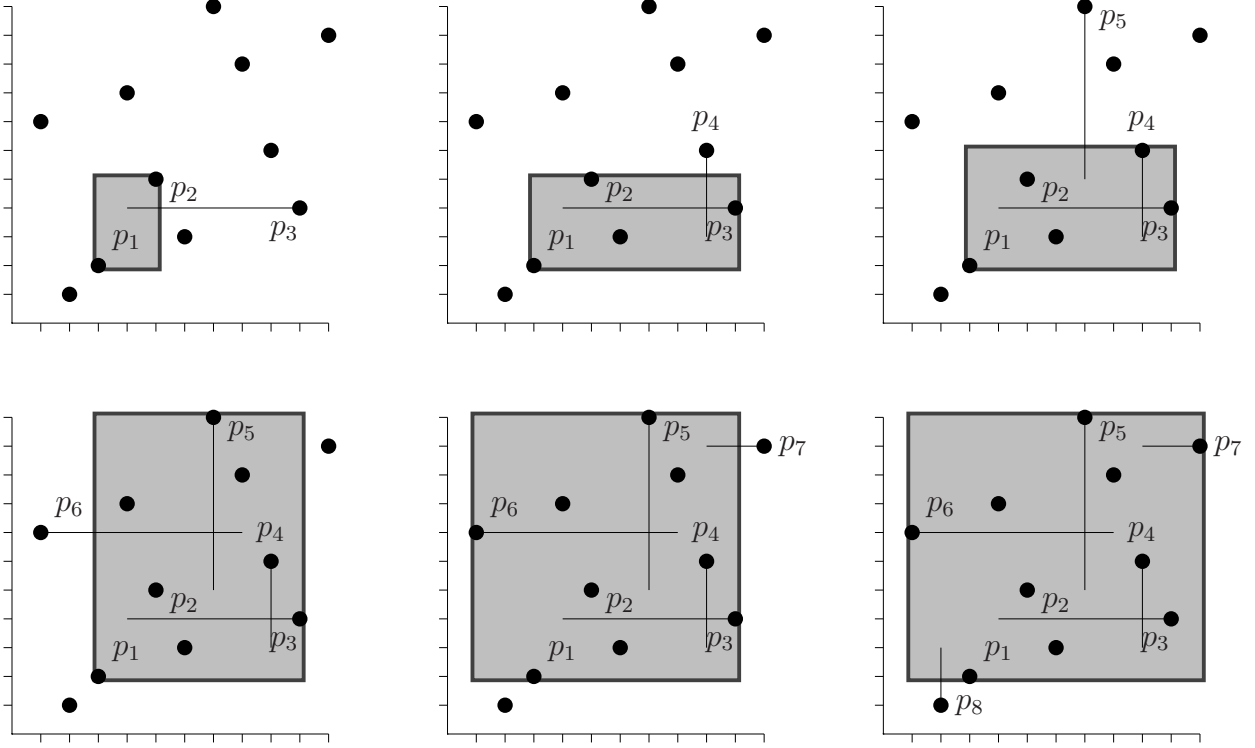 p₁ p₂ p₃
p₁ p₂ p₃ p₄
p₁ p₂ p₃ p₄ p₅
p₁ p₂ p₃ p₄ p₅ p₆
p₁ p₂ p₃ p₄ p₅ p₆ p₇
p₁ p₂ p₃ p₄ p₅ p₆ p₇ p₈